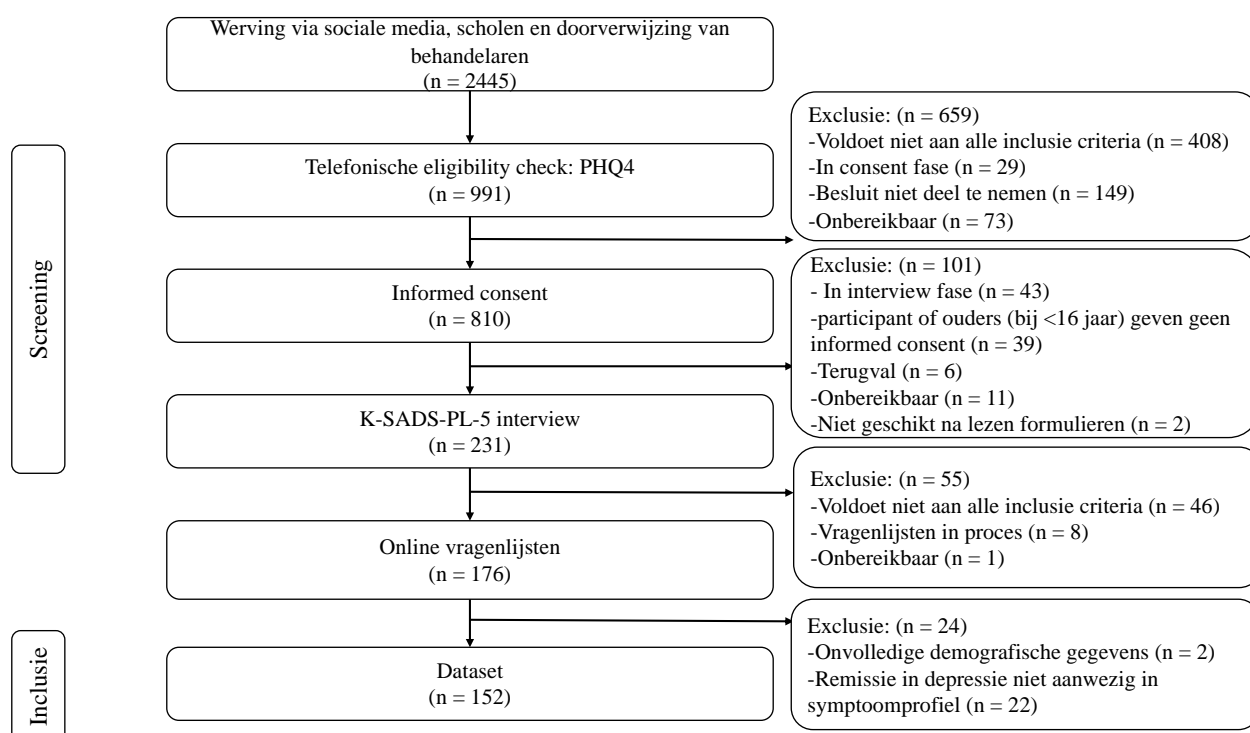 Werving via sociale media, scholen en doorverwijzing van
behandelaren
(n = 2445)
Screening
Telefonische eligibility check: PHQ4
(n = 991)
Exclusie: (n = 659)
-Voldoet niet aan alle inclusie criteria (n = 408)
-In consent fase (n = 29)
-Besluit niet deel te nemen (n = 149)
-Onbereikbaar (n = 73)
Informed consent
(n = 810)
Exclusie: (n = 101)
- In interview fase (n = 43)
-participant of ouders (bij <16 jaar) geven geen
informed consent (n = 39)
-Terugval (n = 6)
-Onbereikbaar (n = 11)
-Niet geschikt na lezen formulieren (n = 2)
K-SADS-PL-5 interview
(n = 231)
Exclusie: (n = 55)
-Voldoet niet aan alle inclusie criteria (n = 46)
-Vragenlijsten in proces (n = 8)
-Onbereikbaar (n = 1)
Online vragenlijsten
(n = 176)
Exclusie: (n = 24)
-Onvolledige demografische gegevens (n = 2)
-Remissie in depressie niet aanwezig in
symptoomprofiel (n = 22)
Inclusie
Dataset
(n = 152)